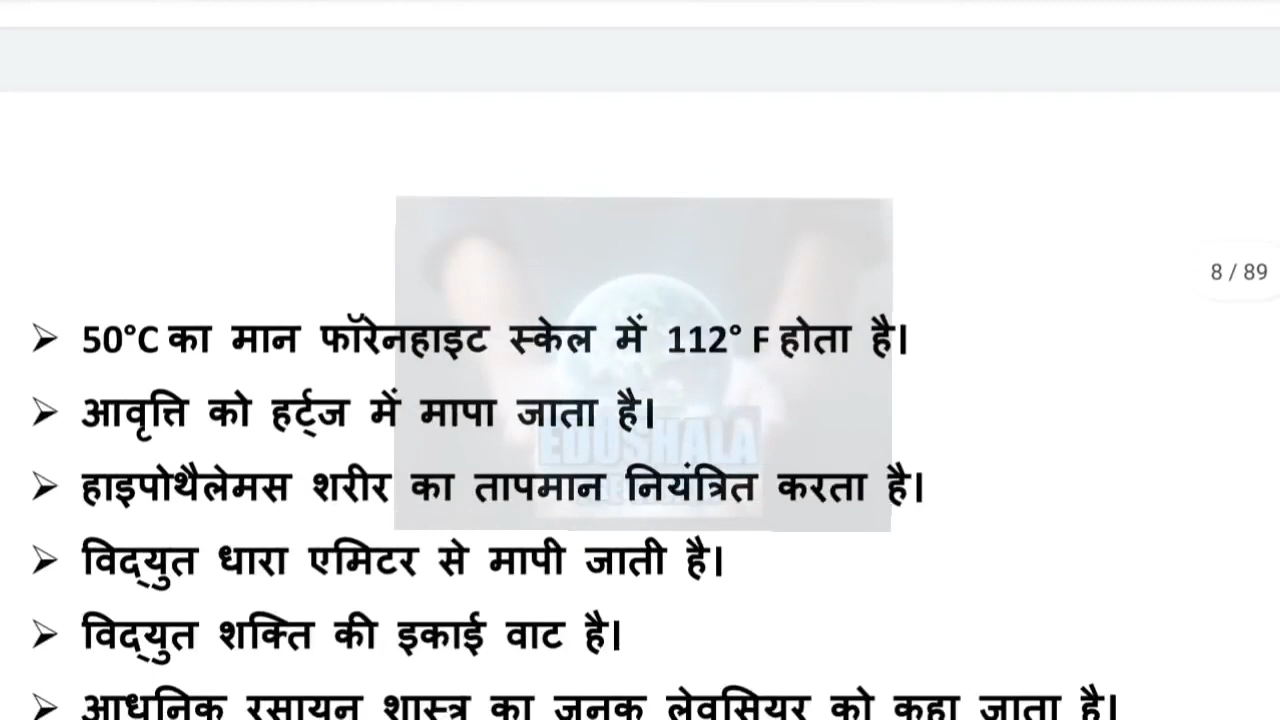 8 / 89
➢ 50°C का मान फॉरेनहाइट स्केल में 112° F होता है।
➢ आवृत्ति को हर्ट्ज में मापा जाता है।
EDUSHALA
➢ हाइपोथैलेमस शरीर का तापमान नियंत्रित करता है।
➢ विद्युत धारा एमिटर से मापी जाती है।
➢ विद्युत शक्ति की इकाई वाट है।
➢ आधुनिक रसायन शास्त्र का जनक लेवसियर को कहा जाता है।